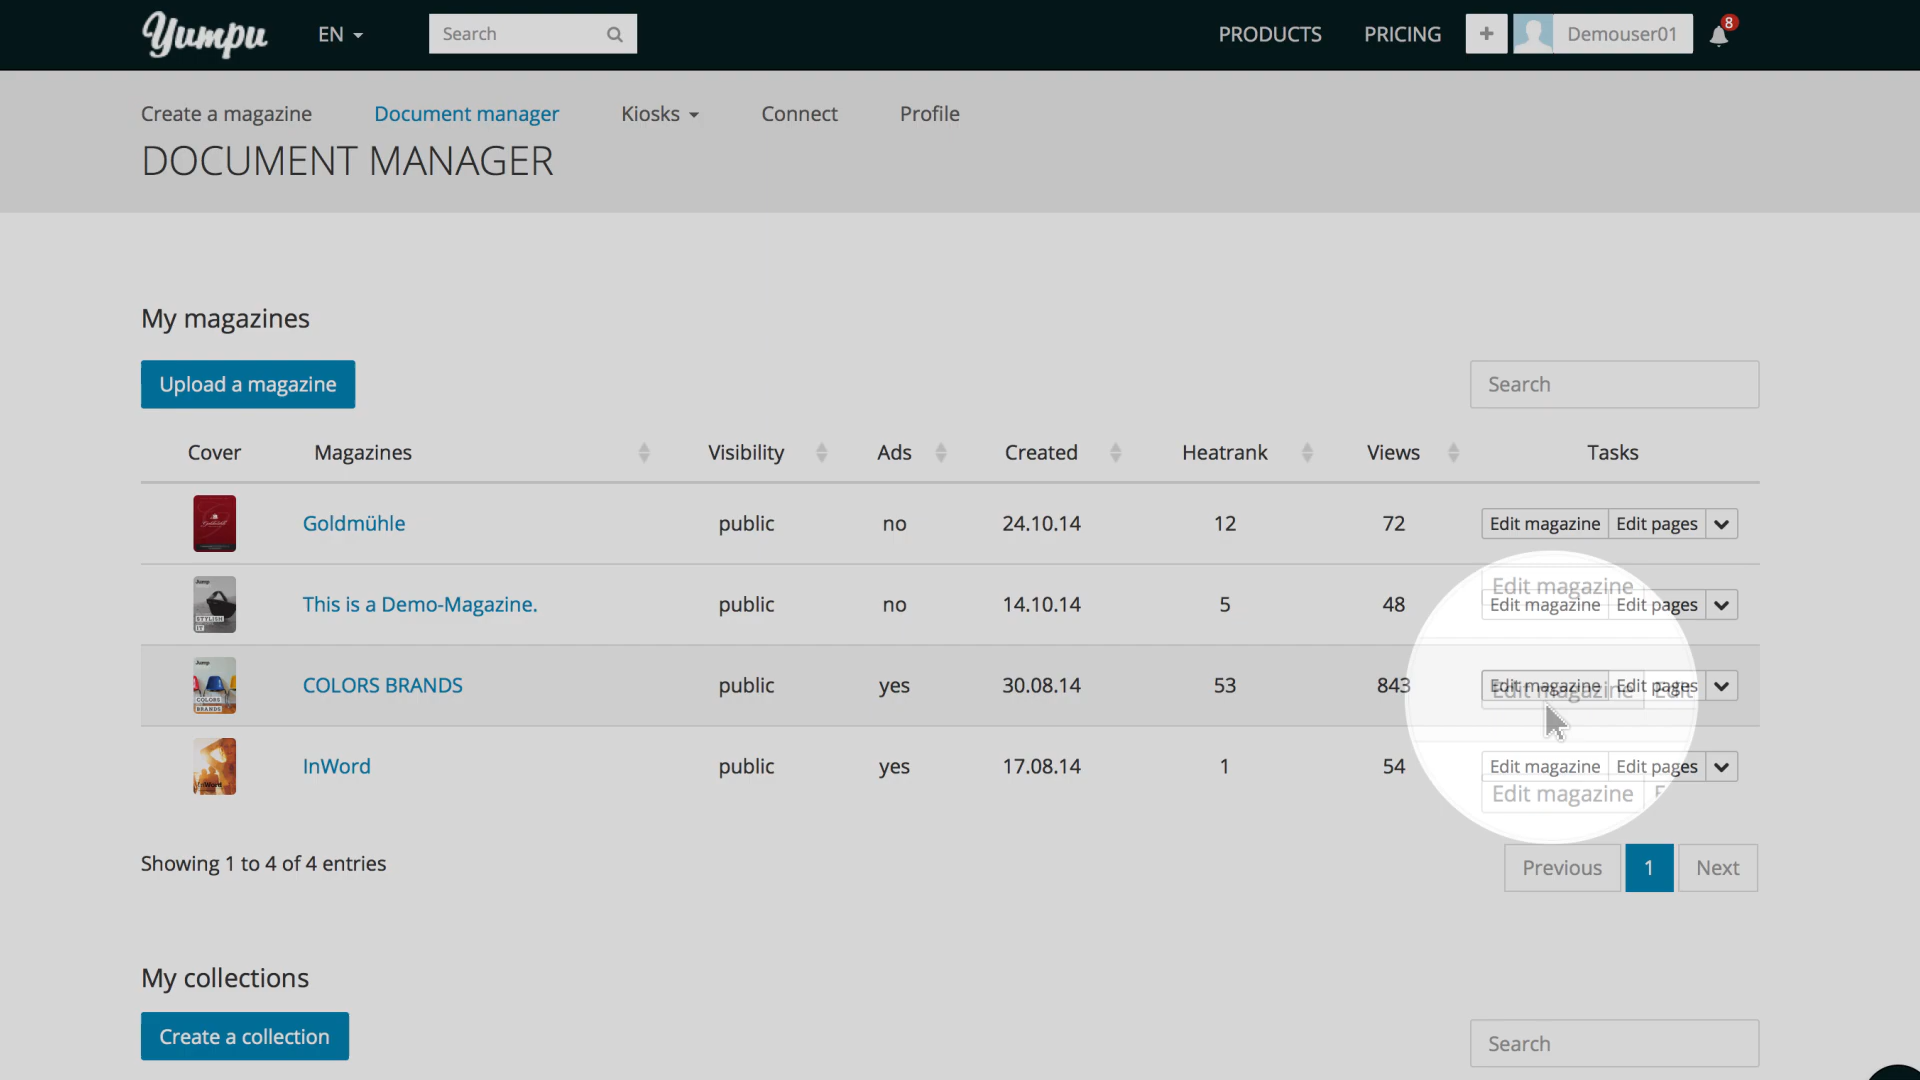 Yumpu EN Search PRODUCTS PRICING + Demouser01 8
Create a magazine Document manager Kiosks Connect Profile
DOCUMENT MANAGER
My magazines
Upload a magazine Search
Cover Magazines Visibility Ads Created Heatrank Views Tasks
Goldmühle public no 24.10.14 12 72 Edit magazine Edit pages
Edit magazine
This is a Demo-Magazine. public no 14.10.14 5 48 Edit magazine Edit pages
COLORS BRANDS public yes 30.08.14 53 843 Edit magazine Edit pages
Edit magazine Edit
InWord public yes 17.08.14 1 54 Edit magazine Edit pages
Edit magazine
Showing 1 to 4 of 4 entries
Previous 1 Next
My collections
Create a collection Search